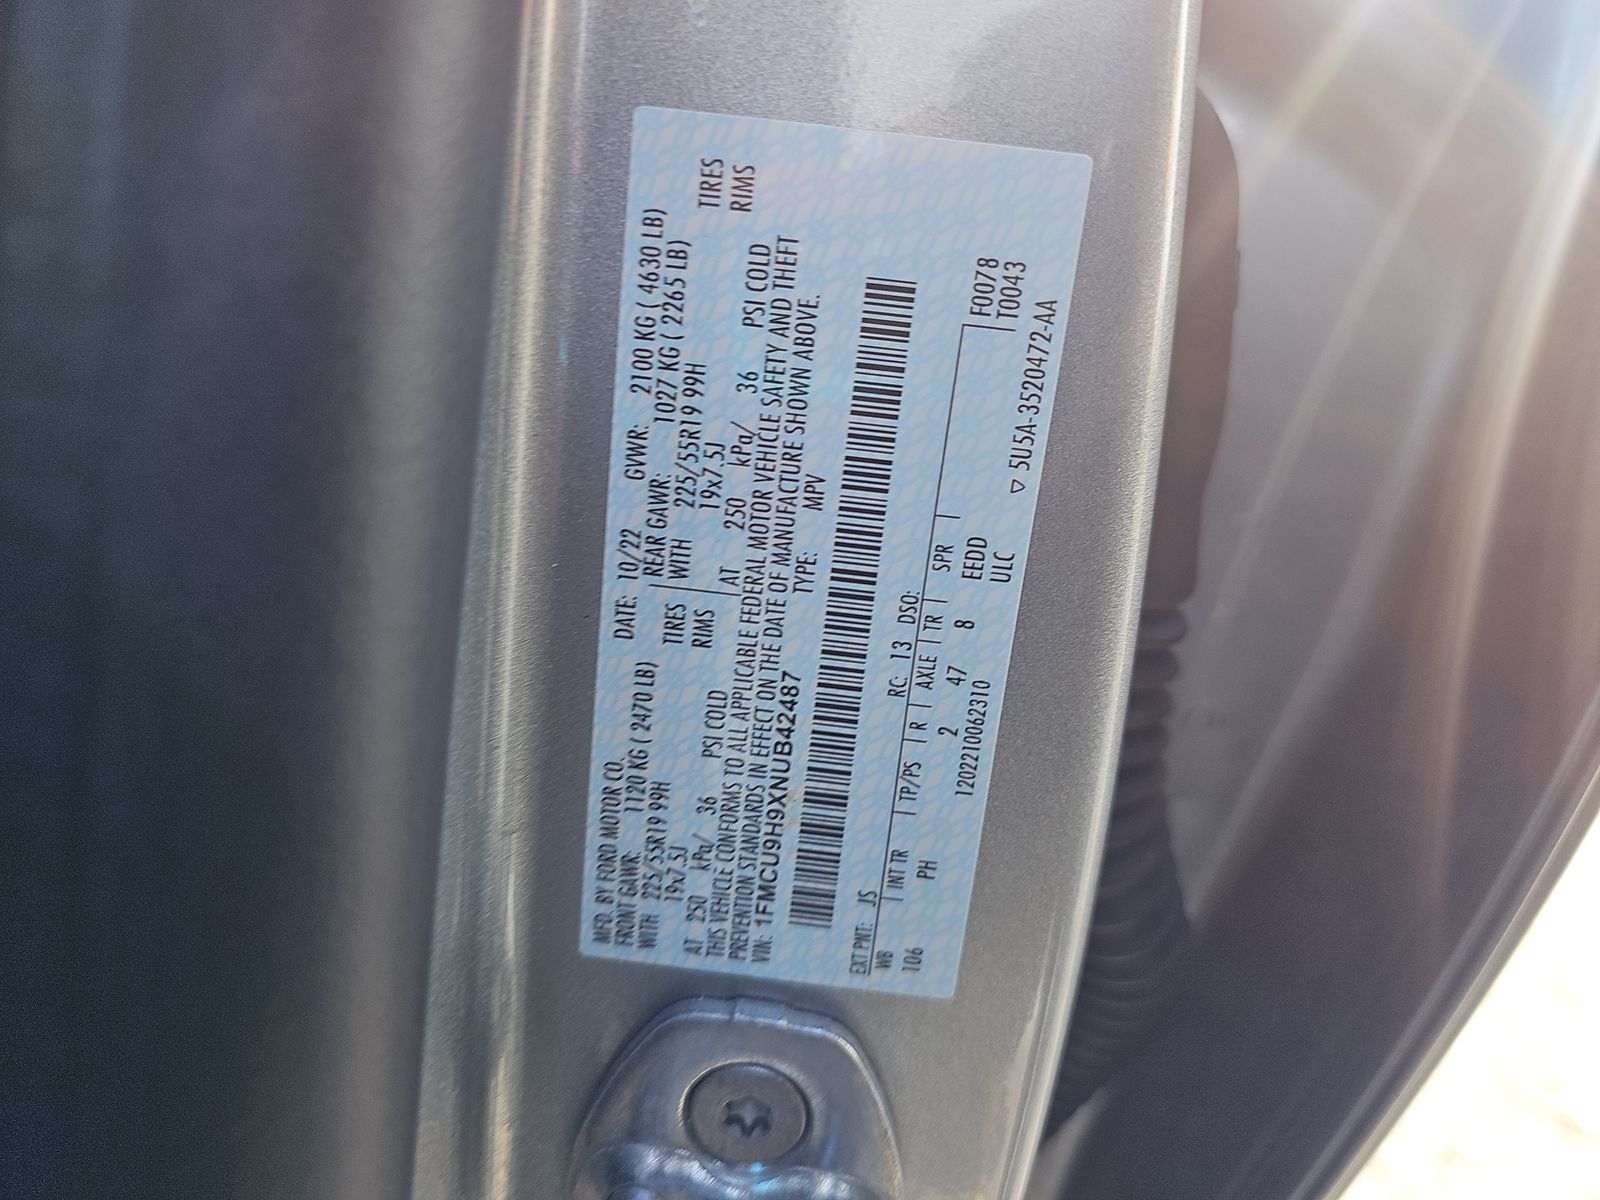 MFD. BY FORD MOTOR CO.
DATE: 10/22 GVWR: 2100 KG ( 4630 LB)
FRONT GAWR: 1120 KG ( 2470 LB) REAR GAWR: 1027 KG ( 2265 LB)
WITH 225/55R19 99H TIRES WITH 225/55R19 99H TIRES
19x7.5J RIMS 19x7.5J RIMS
AT 250 kPa/ 36 PSI COLD AT 250 kPa/ 36 PSI COLD
THIS VEHICLE CONFORMS TO ALL APPLICABLE FEDERAL MOTOR VEHICLE SAFETY AND THEFT
PREVENTION STANDARDS IN EFFECT ON THE DATE OF MANUFACTURE SHOWN ABOVE.
VIN: 1FMCU9H9XNUB42487 TYPE: MPV
EXT PNT: JS RC: 13 DSO:
WB INT TR TP/PS R AXLE TR SPR F0078
106 PH 2 47 8 EEDD T0043
120221006231O ULC
▽ 5U5A-3520472-AA